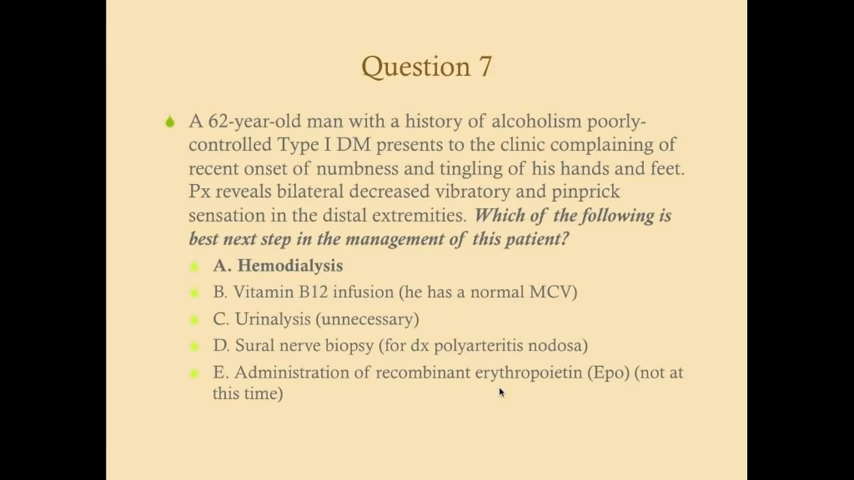 Question 7
A 62-year-old man with a history of alcoholism poorly-
controlled Type I DM presents to the clinic complaining of
recent onset of numbness and tingling of his hands and feet.
Px reveals bilateral decreased vibratory and pinprick
sensation in the distal extremities. Which of the following is
best next step in the management of this patient?
A. Hemodialysis
B. Vitamin B12 infusion (he has a normal MCV)
C. Urinalysis (unnecessary)
D. Sural nerve biopsy (for dx polyarteritis nodosa)
E. Administration of recombinant erythropoietin (Epo) (not at
this time)